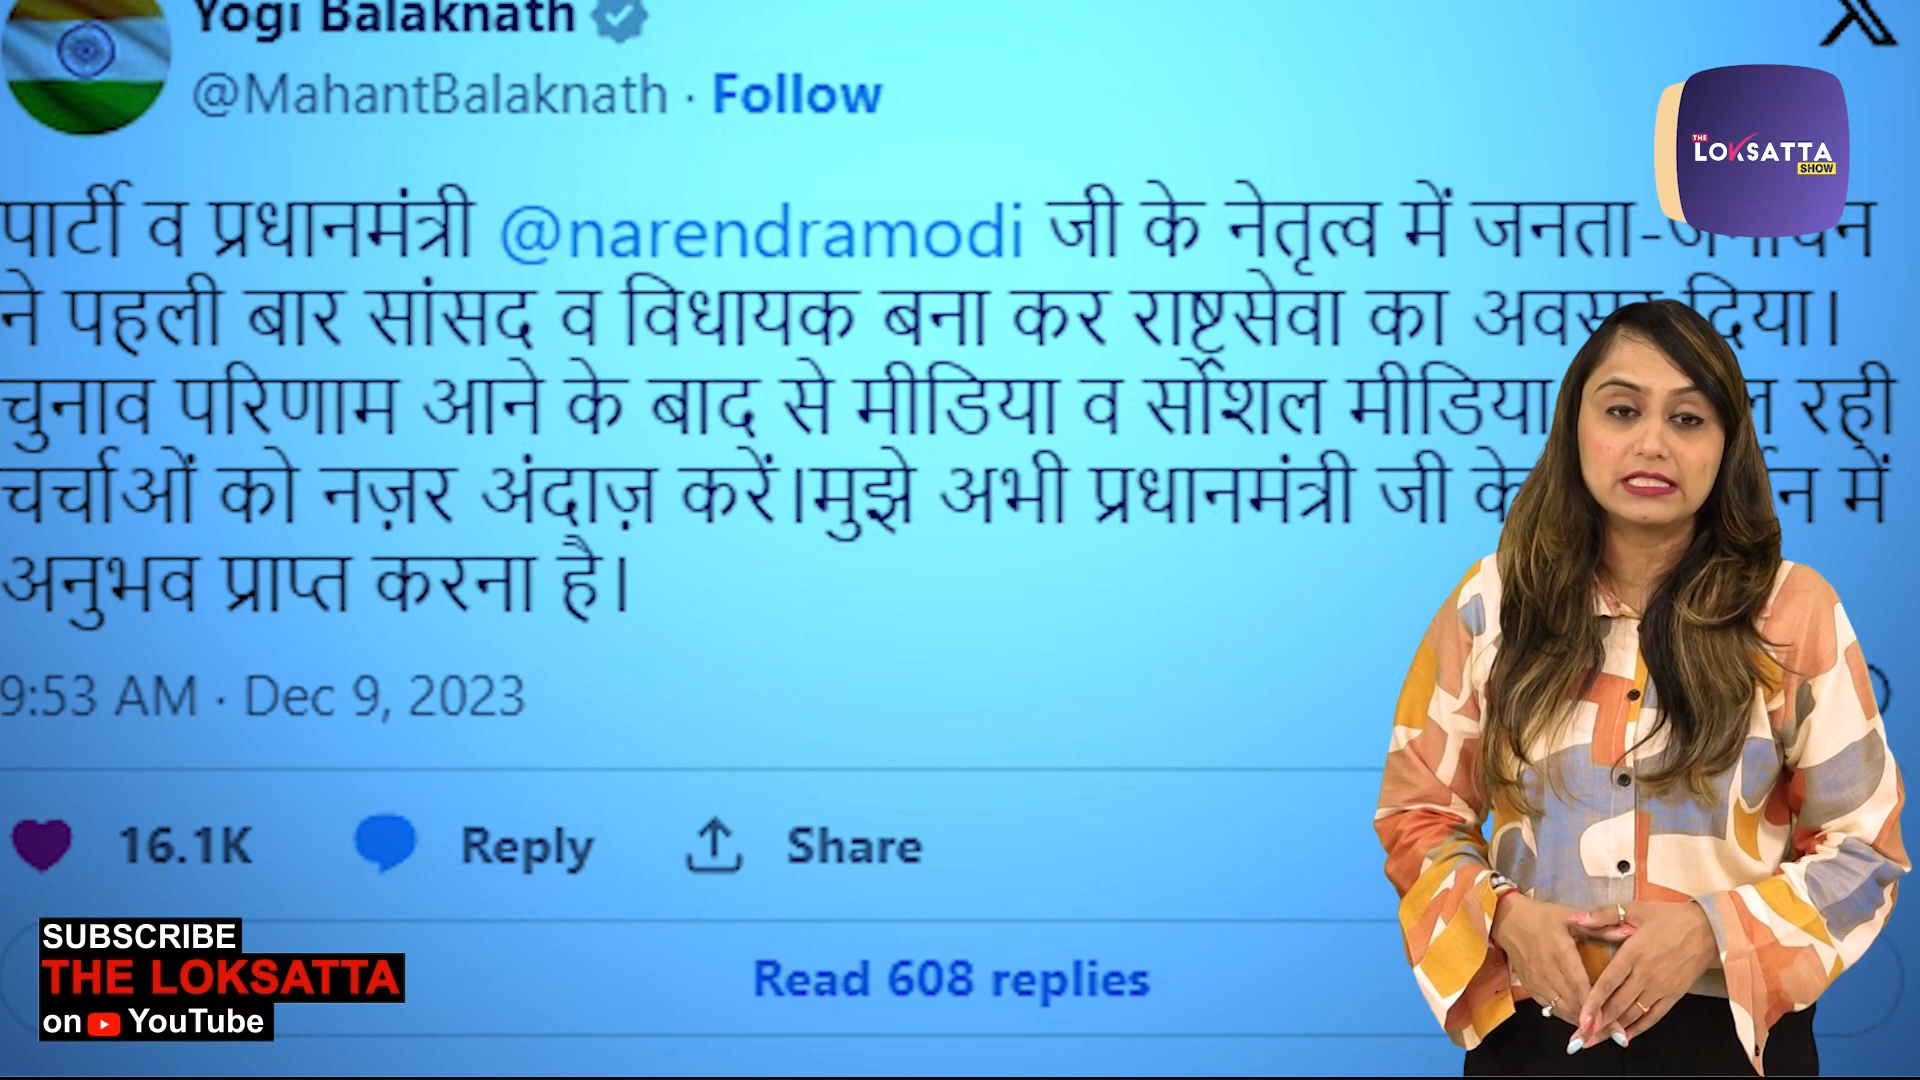 Yogi Balaknath
@MahantBalaknath · Follow
पार्टी व प्रधानमंत्री @narendramodi जी के नेतृत्व में
ने पहली बार सांसद व विधायक बना कर राष्ट्रसेवा का दिया।
चुनाव परिणाम आने के बाद से मीडिया व सोशल मीडिया रही
चर्चाओं को नज़र अंदाज़ करें।मुझे अभी प्रधानमंत्री जी के में
अनुभव प्राप्त करना है।
9:53 AM · Dec 9, 2023
16.1K Reply Share
Read 608 replies
THE
LOKSATTA
SHOW
SUBSCRIBE
THE LOKSATTA
on YouTube